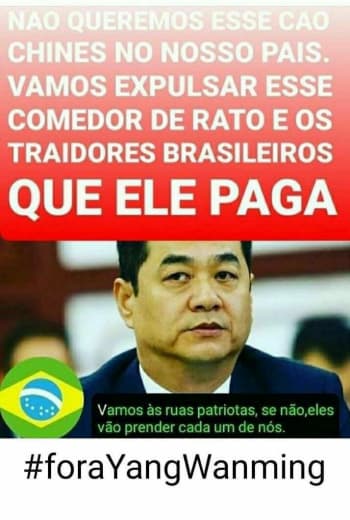 NAO QUEREMOS ESSE CAO
CHINES NO NOSSO PAIS.
VAMOS EXPULSAR ESSE
COMEDOR DE RATO E OS
TRAIDORES BRASILEIROS
QUE ELE PAGA
Vamos às ruas patriotas, se não,eles
vão prender cada um de nós.
#foraYangWanming